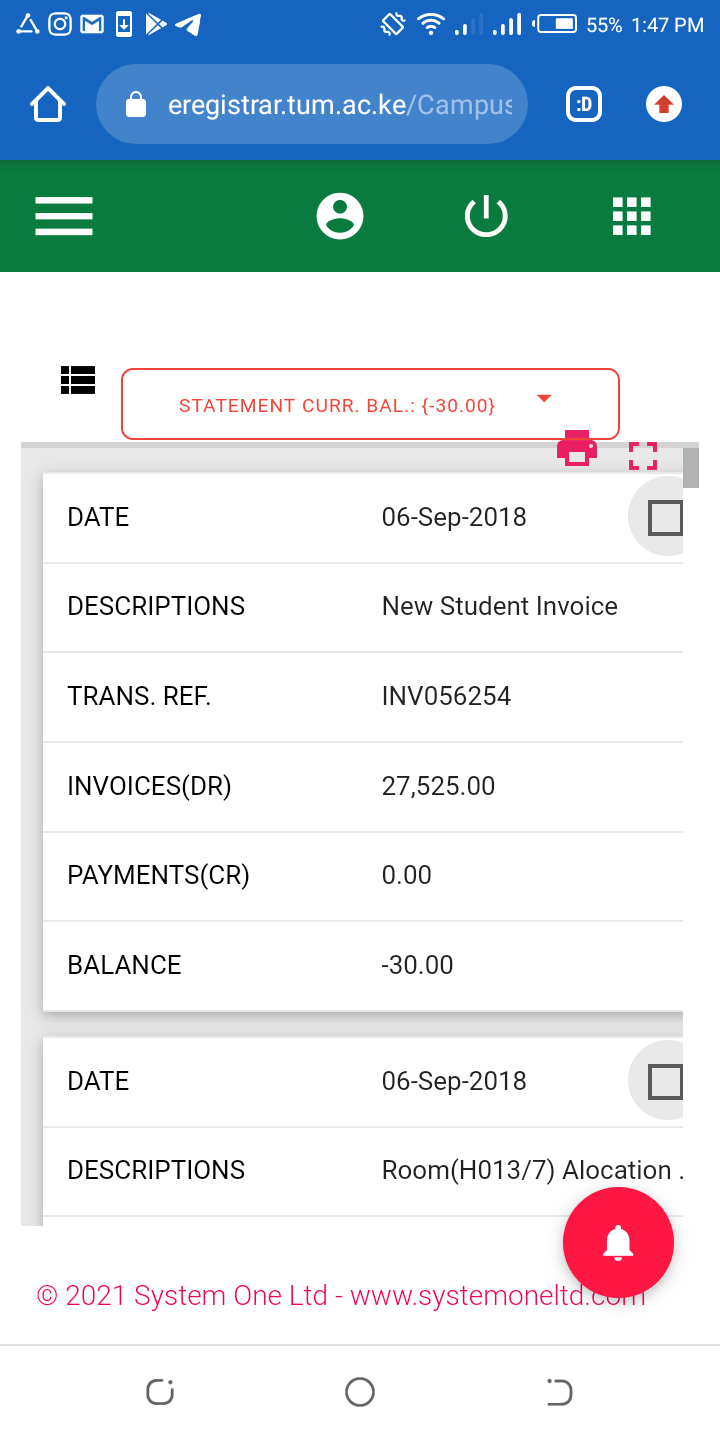 55% 1:47 PM
eregistrar.tum.ac.ke/Campus
:D
STATEMENT CURR. BAL.: {-30.00}
DATE 06-Sep-2018
DESCRIPTIONS New Student Invoice
TRANS. REF. INV056254
INVOICES(DR) 27,525.00
PAYMENTS(CR) 0.00
BALANCE -30.00
DATE 06-Sep-2018
DESCRIPTIONS Room(H013/7) Alocation .
© 2021 System One Ltd - www.systemoneltd.com